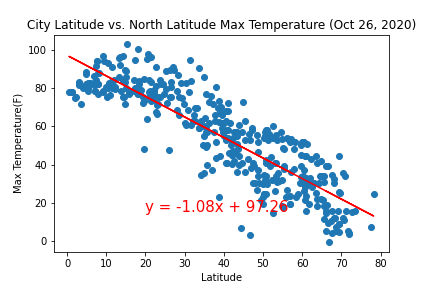 City Latitude vs. North Latitude Max Temperature (Oct 26, 2020)
100
80
60
40
20
0
Max Temperature(F)
y = -1.08x + 97.26
0 10 20 30 40 50 60 70 80
Latitude